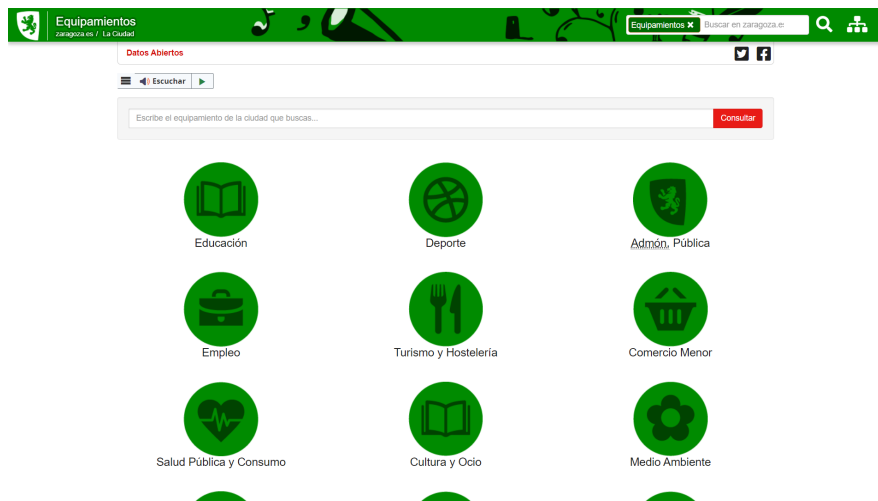 Equipamientos
zaragoza.es / La Ciudad
Equipamientos ✖ Buscar en zaragoza.e
Datos Abiertos
Escuchar
Escribe el equipamiento de la ciudad que buscas...
Consultar
Educación
Deporte
Admón. Pública
Empleo
Turismo y Hostelería
Comercio Menor
Salud Pública y Consumo
Cultura y Ocio
Medio Ambiente